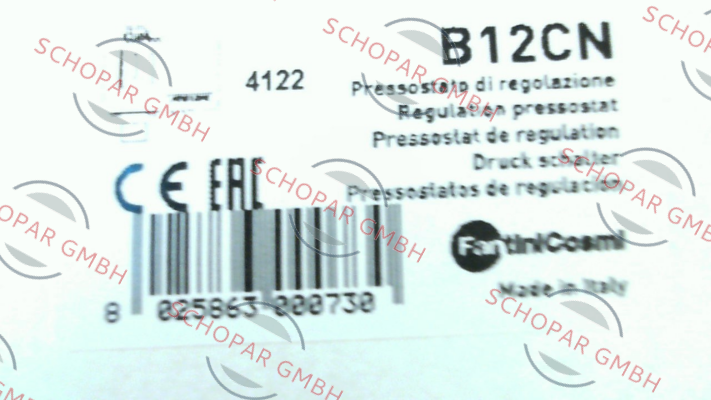 B12CN
4122
Pressostato di regolazione
Regulation pressostat
Pressostat de regulation
Druck schalter
Pressostatos de regulacion
CE EAC
FantiniCosmi
8 025863 000730
Made in Italy
SCHOPAR GMBH
SCHOPAR GMBH
SCHOPAR GMBH
SCHOPAR GMBH
SCHOPAR GMBH
SCHOPAR GMBH
SCHOPAR GMBH